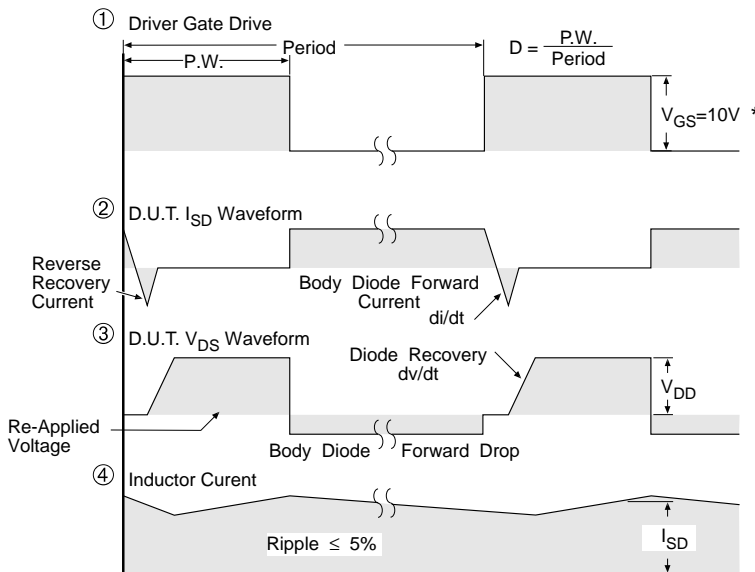 ① Driver Gate Drive
P.W.
Period
D = P.W.
Period
VGS=10V *
② D.U.T. ISD Waveform
Reverse
Recovery
Current
Body Diode Forward
Current
di/dt
③ D.U.T. VDS Waveform
Diode Recovery
dv/dt
VDD
Re-Applied
Voltage
Body Diode Forward Drop
④ Inductor Curent
Ripple ≤ 5%
ISD